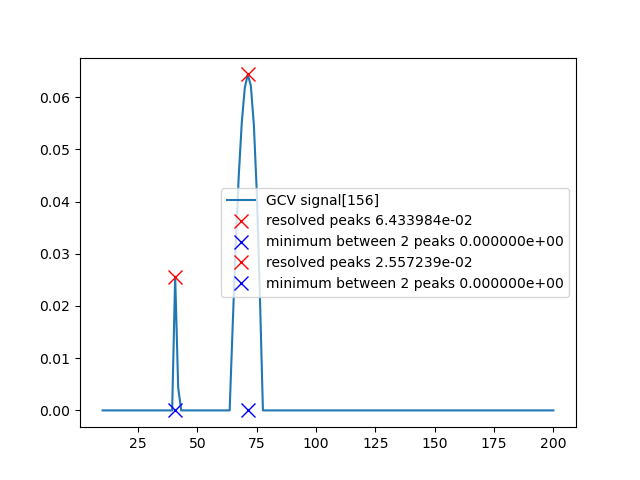 0.06
0.05
0.04
0.03
0.02
0.01
0.00
GCV signal[156]
resolved peaks 6.433984e-02
minimum between 2 peaks 0.000000e+00
resolved peaks 2.557239e-02
minimum between 2 peaks 0.000000e+00
25 50 75 100 125 150 175 200